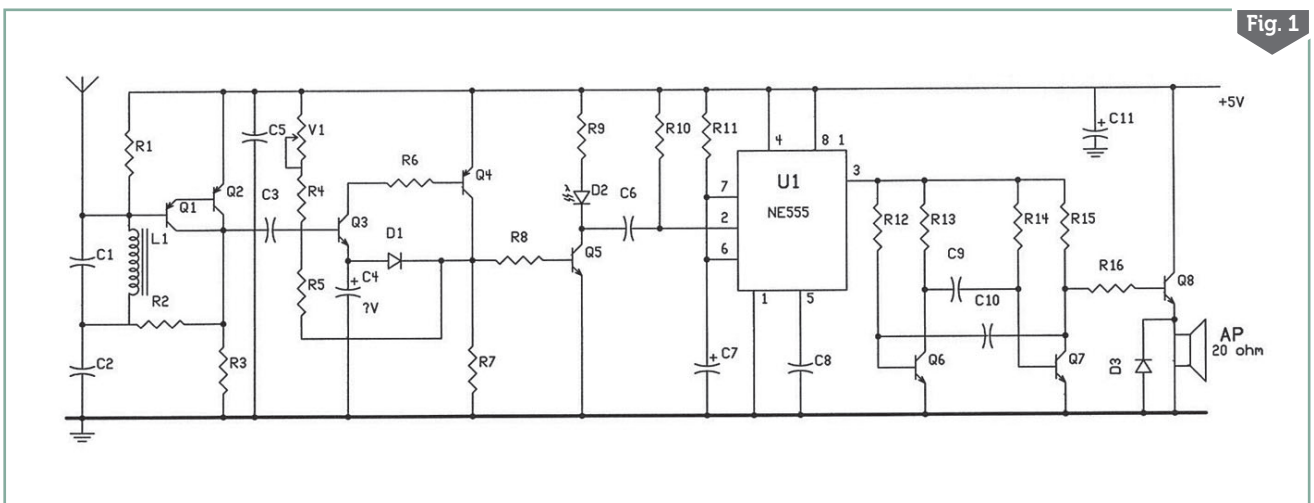 Fig. 1
+5V
C11
+
C5
V1
R9
R10
R11
4
8
1
R1
R6
Q4
U1
NE555
3
Q2
Q1
C3
R4
D2
C6
7
2
6
R12
R13
R14
R15
Q3
D1
R8
Q5
C9
C1
L1
R16
Q8
+
C4
?V
R5
C10
R2
1
5
AP
20 ohm
C2
R3
R7
+
C7
C8
Q6
Q7
D3